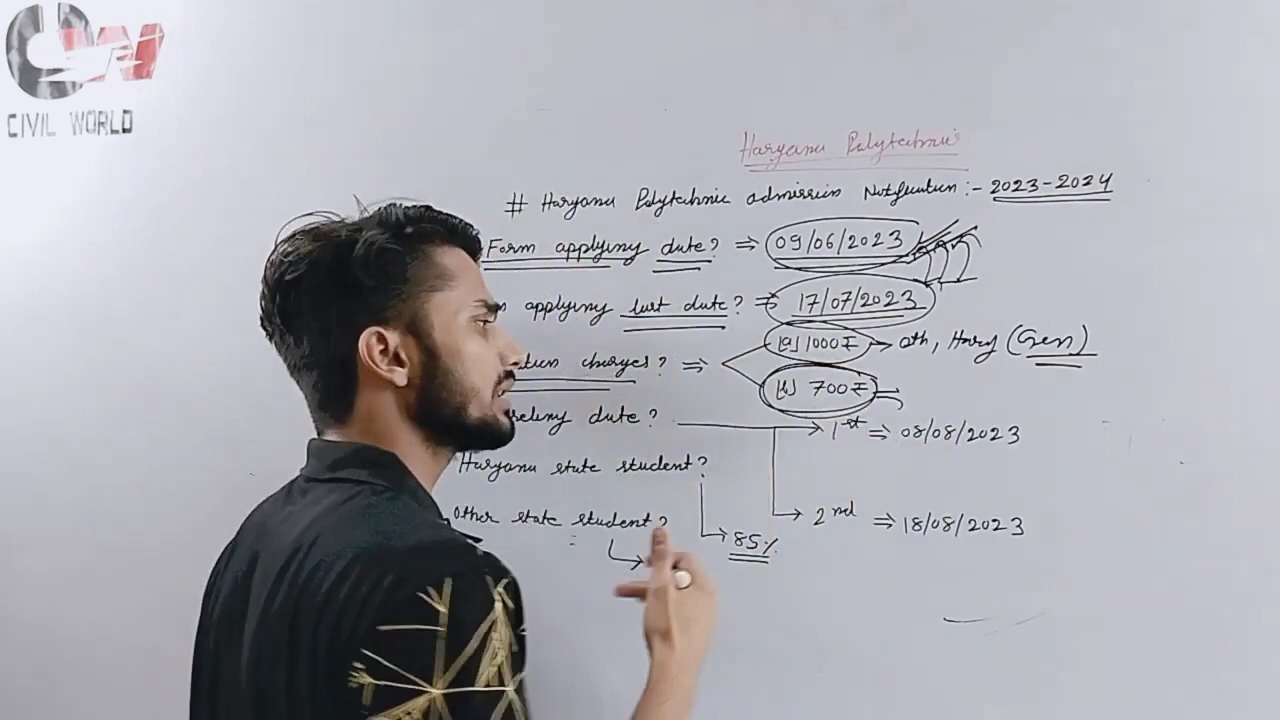 CIVIL WORLD
Haryana Polytechnic's
# Haryana Polytechnic admission Notification :- 2023-2024
Form applying date? ⇒ 09/06/2023
applying last date? ⇒ 17/07/2023
charges? ⇒ (a) 1000₹ → oth, Hary (Gen)
(b) 700₹
date? → 1st ⇒ 08/08/2023
Haryana state student?
Other state student? 2nd ⇒ 18/08/2023
85%